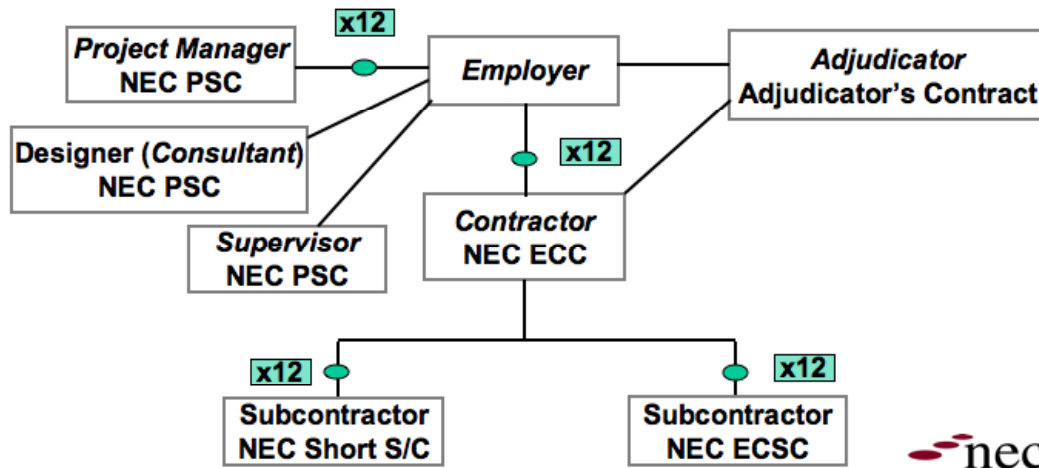 x12
Project Manager
NEC PSC
Employer
Adjudicator
Adjudicator's Contract
Designer (Consultant)
NEC PSC
x12
Supervisor
NEC PSC
Contractor
NEC ECC
x12
x12
Subcontractor
NEC Short S/C
Subcontractor
NEC ECSC
nec